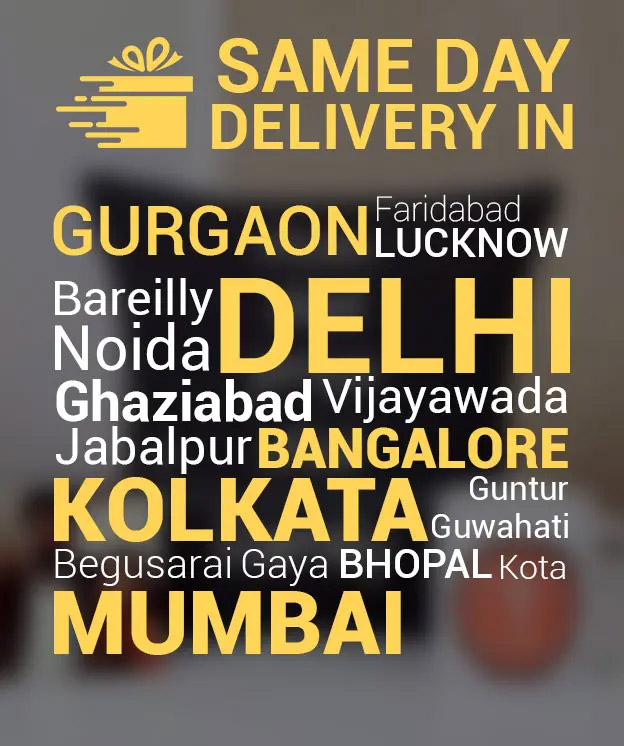 SAME DAY
DELIVERY IN
GURGAON Faridabad
LUCKNOW
Bareilly DELHI
Noida
Ghaziabad Vijayawada
Jabalpur BANGALORE
KOLKATA Guntur
Guwahati
Begusarai Gaya BHOPAL Kota
MUMBAI